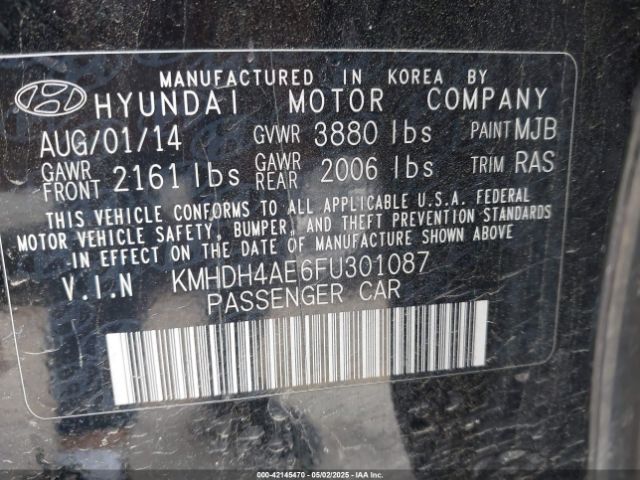 MANUFACTURED IN KOREA BY
HYUNDAI MOTOR COMPANY
AUG/01/14 GVWR 3880 lbs PAINT MJB
GAWR FRONT 2161 lbs GAWR REAR 2006 lbs TRIM RAS
THIS VEHICLE CONFORMS TO ALL APPLICABLE U.S.A. FEDERAL
MOTOR VEHICLE SAFETY, BUMPER, AND THEFT PREVENTION STANDARDS
IN EFFECT ON THE DATE OF MANUFACTURE SHOWN ABOVE
V.I.N KMHDH4AE6FU301087
PASSENGER CAR
000-42145470 - 05/02/2025 - IAAI.CA